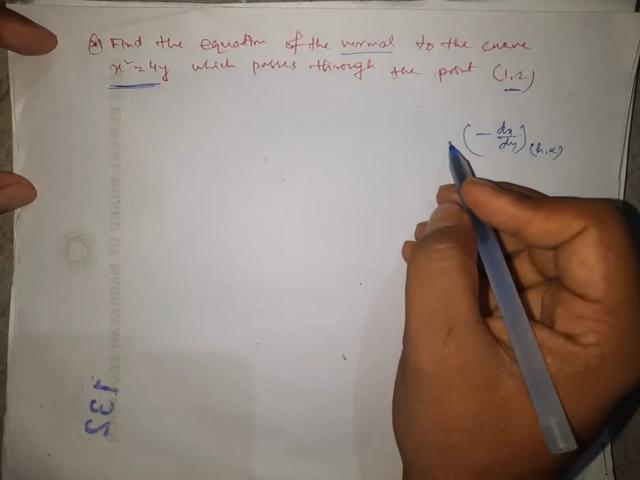 Find the equation of the normal to the curve
x² = 4y which passes through the point (1,2)
(- dx/dy)(h,k)
132